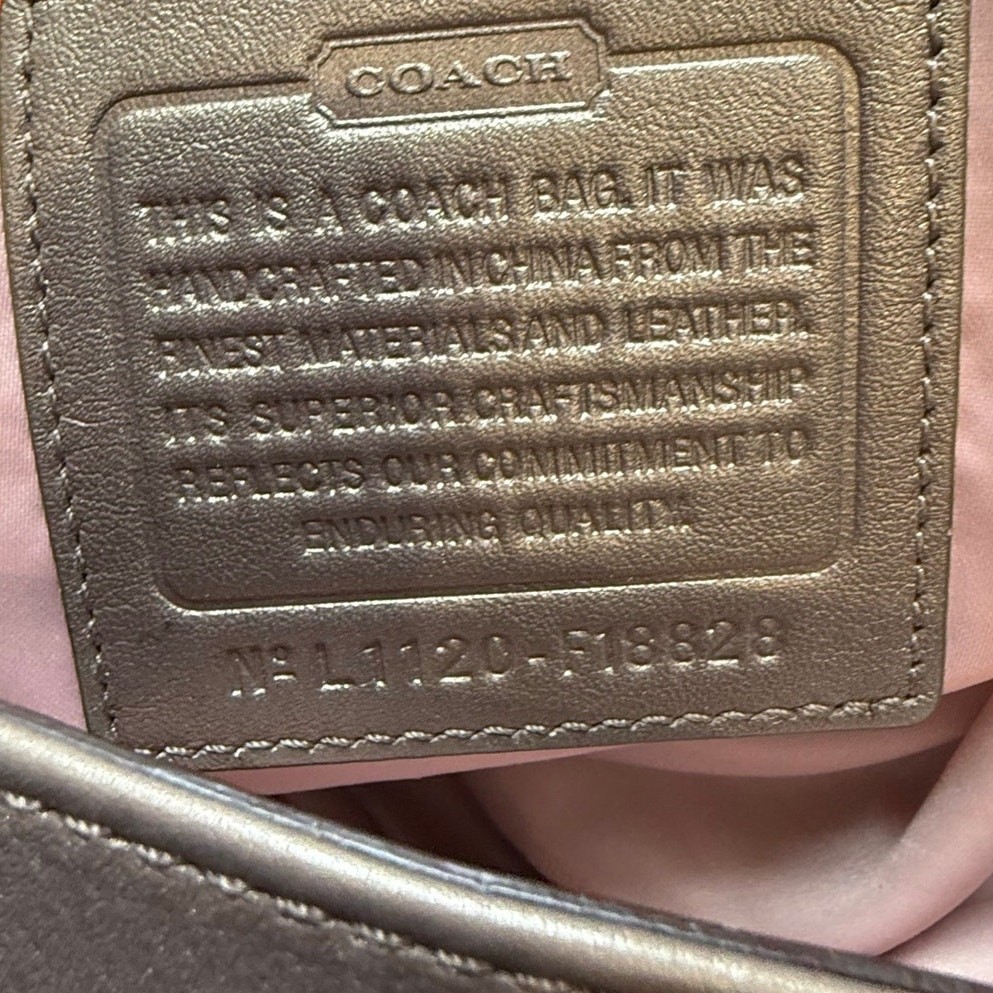 COACH
THIS IS A COACH BAG. IT WAS
HANDCRAFTED IN CHINA FROM THE
FINEST MATERIALS AND LEATHER.
ITS SUPERIOR CRAFTSMANSHIP
REFLECTS OUR COMMITMENT TO
ENDURING QUALITY.
Nº L1120-F18828